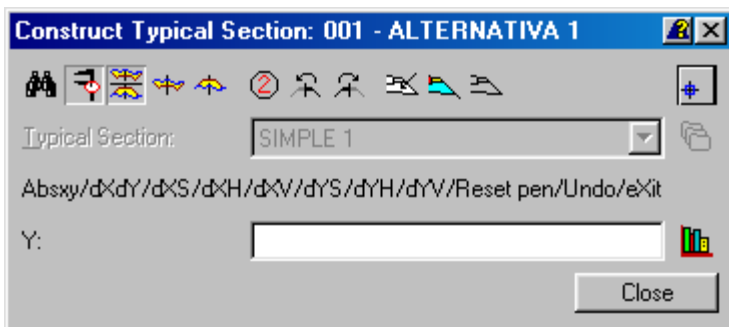 Construct Typical Section: 001 - ALTERNATIVA 1
2
Typical Section: SIMPLE 1
Absxy/dXdY/dXS/dXH/dXV/dYS/dYH/dYV/Reset pen/Undo/eXit
Y:
Close